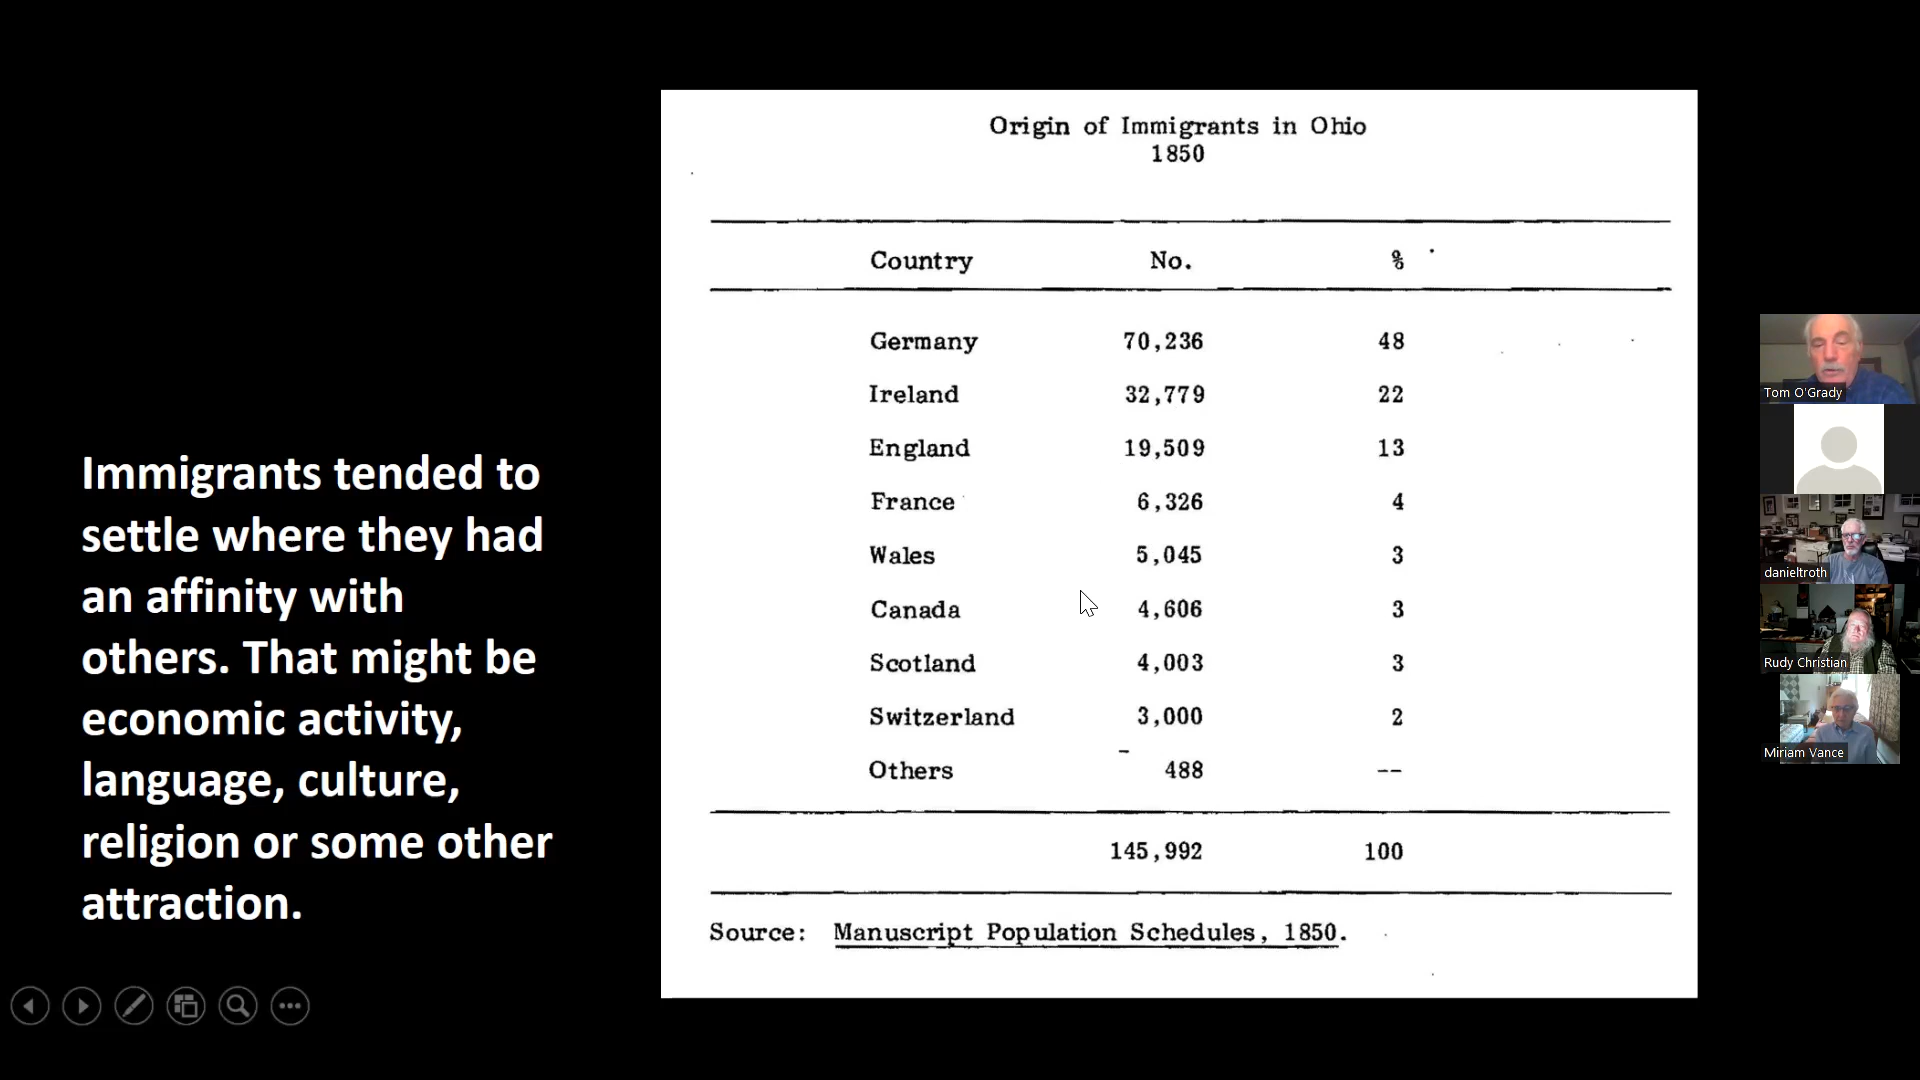 Immigrants tended to
settle where they had
an affinity with
others. That might be
economic activity,
language, culture,
religion or some other
attraction.
Origin of Immigrants in Ohio
1850
Country No. %
Germany 70,236 48
Ireland 32,779 22
England 19,509 13
France 6,326 4
Wales 5,045 3
Canada 4,606 3
Scotland 4,003 3
Switzerland 3,000 2
Others 488 --
145,992 100
Source: Manuscript Population Schedules, 1850.
Tom O'Grady
danieltroth
Rudy Christian
Miriam Vance